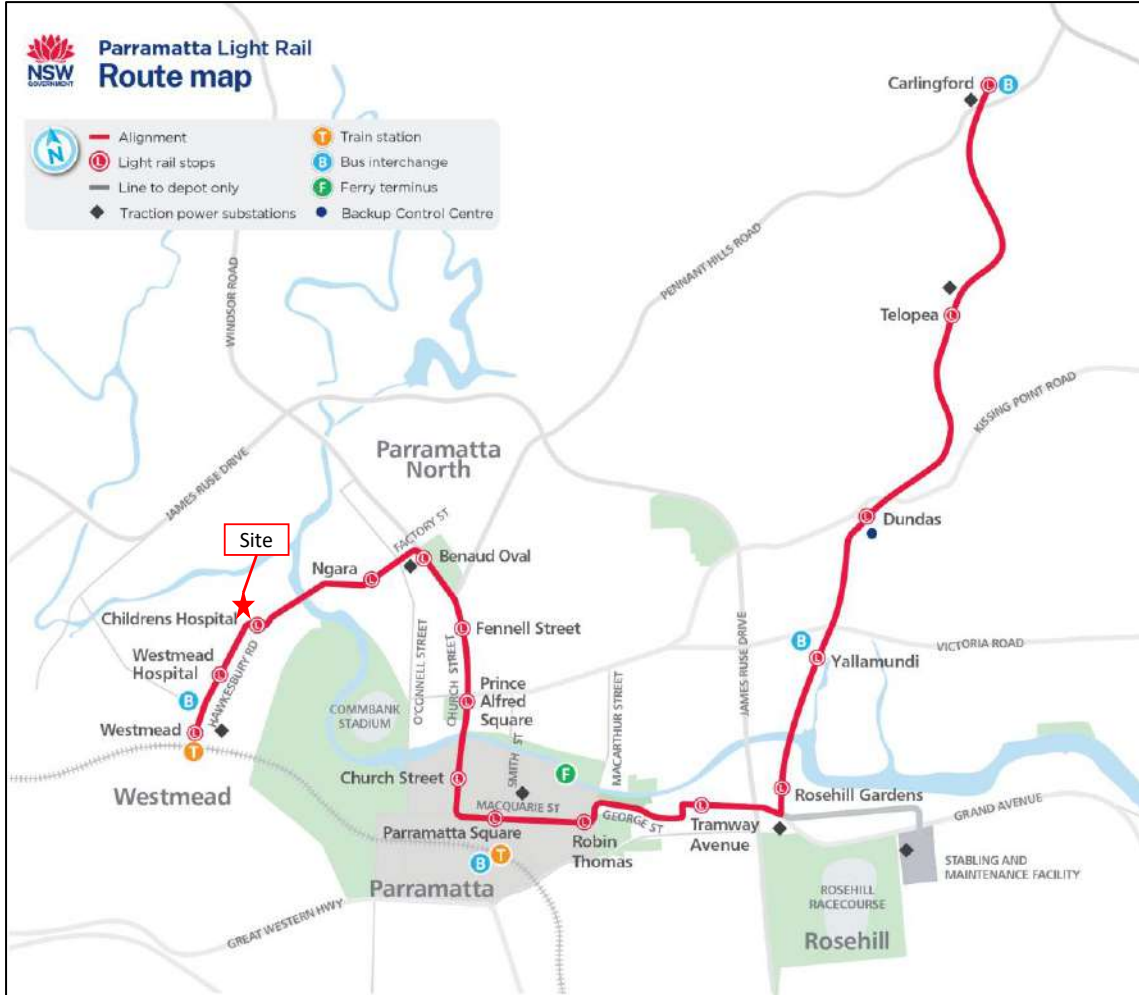 Parramatta Light Rail
Route map
NSW
GOVERNMENT
N
Alignment
L Light rail stops
Line to depot only
Traction power substations
T Train station
B Bus interchange
F Ferry terminus
Backup Control Centre
Carlingford L B
WINDSOR ROAD
PENNANT HILLS ROAD
Telopea L
KISSING POINT ROAD
Parramatta
North
JAMES RUSE DRIVE
L
Dundas
Site
FACTORY ST
L
Benaud Oval
Ngara L
Childrens Hospital L
L Fennell Street
O'CONNELL STREET
CHURCH STREET
JAMES RUSE DRIVE
VICTORIA ROAD
B
L
Yallamundi
Westmead
Hospital L
HAWKESBURY RD
B
Prince
L Alfred
Square
MACARTHUR STREET
COMMBANK
STADIUM
Westmead L
T
SMITH ST
F
Church Street L
Westmead
L Rosehill Gardens
MACQUARIE ST
L
GEORGE ST
L
L
GRAND AVENUE
Parramatta Square
Robin
Thomas
Tramway
Avenue
B T
Parramatta
STABLING AND
MAINTENANCE FACILITY
ROSEHILL
RACECOURSE
GREAT WESTERN HWY
Rosehill